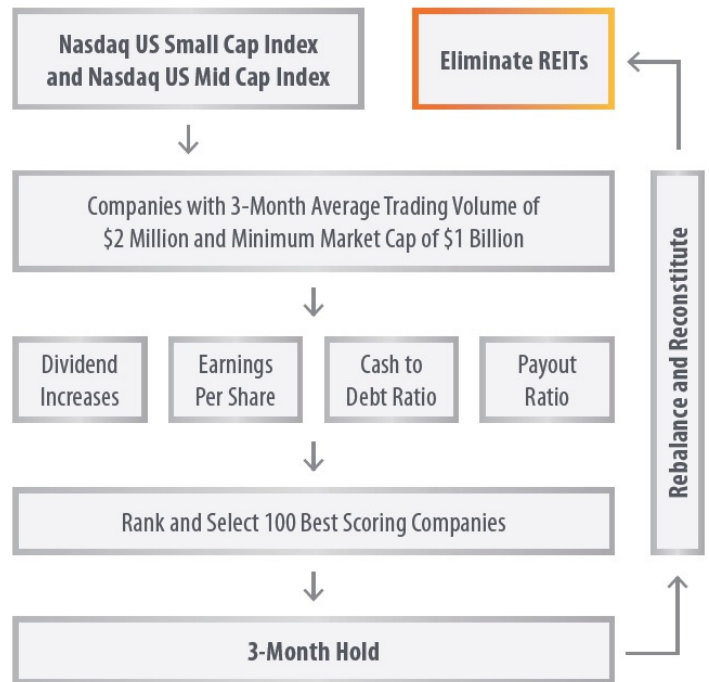 Nasdaq US Small Cap Index
and Nasdaq US Mid Cap Index
Eliminate REITs
Companies with 3-Month Average Trading Volume of
$2 Million and Minimum Market Cap of $1 Billion
Dividend
Increases
Earnings
Per Share
Cash to
Debt Ratio
Payout
Ratio
Rank and Select 100 Best Scoring Companies
3-Month Hold
Rebalance and Reconstitute